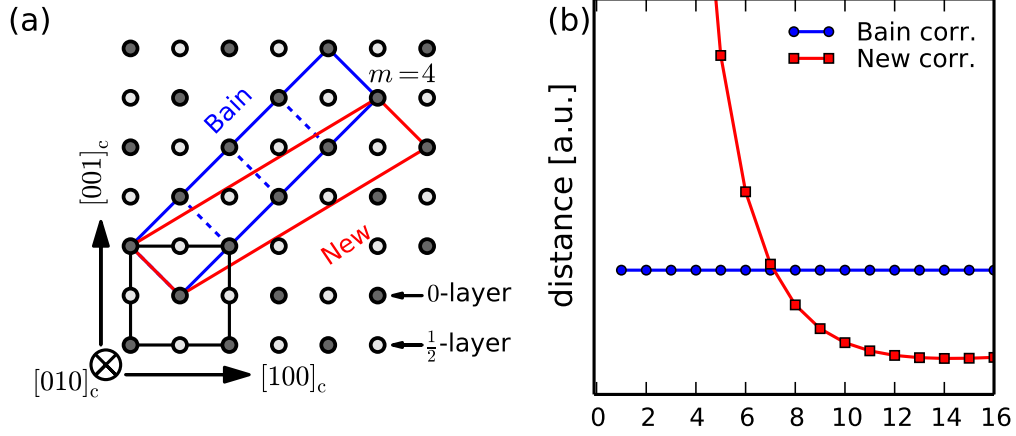 (a)
m=4
Bain
New
[001]c
0-layer
½-layer
[010]c
[100]c
(b)
Bain corr.
New corr.
distance [a.u.]
0 2 4 6 8 10 12 14 16